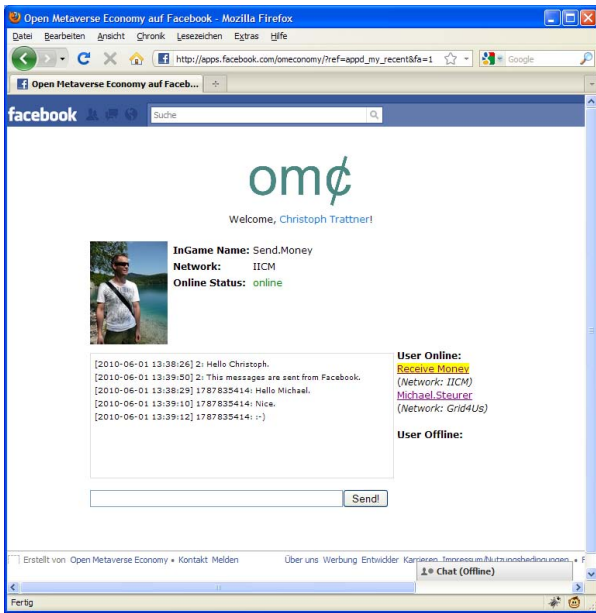 Open Metaverse Economy auf Facebook - Mozilla Firefox
Datei Bearbeiten Ansicht Chronik Lesezeichen Extras Hilfe
http://apps.facebook.com/omeconomy/?ref=appd_my_recent&fa=1
Google
Open Metaverse Economy auf Faceb...
facebook
Suche
om¢
Welcome, Christoph Trattner!
InGame Name: Send.Money
Network: IICM
Online Status: online
[2010-06-01 13:38:26] 2: Hello Christoph.
[2010-06-01 13:39:50] 2: This messages are sent from Facebook.
[2010-06-01 13:38:29] 1787835414: Hello Michael.
[2010-06-01 13:39:10] 1787835414: Nice.
[2010-06-01 13:39:12] 1787835414: :-)
User Online:
Receive Money
(Network: IICM)
Michael.Steurer
(Network: Grid4Us)
User Offline:
Send!
Erstellt von Open Metaverse Economy • Kontakt Melden
Über uns Werbung Entwickler Karrieren Impressum/Nutzungsbedingungen • F
Chat (Offline)
Fertig